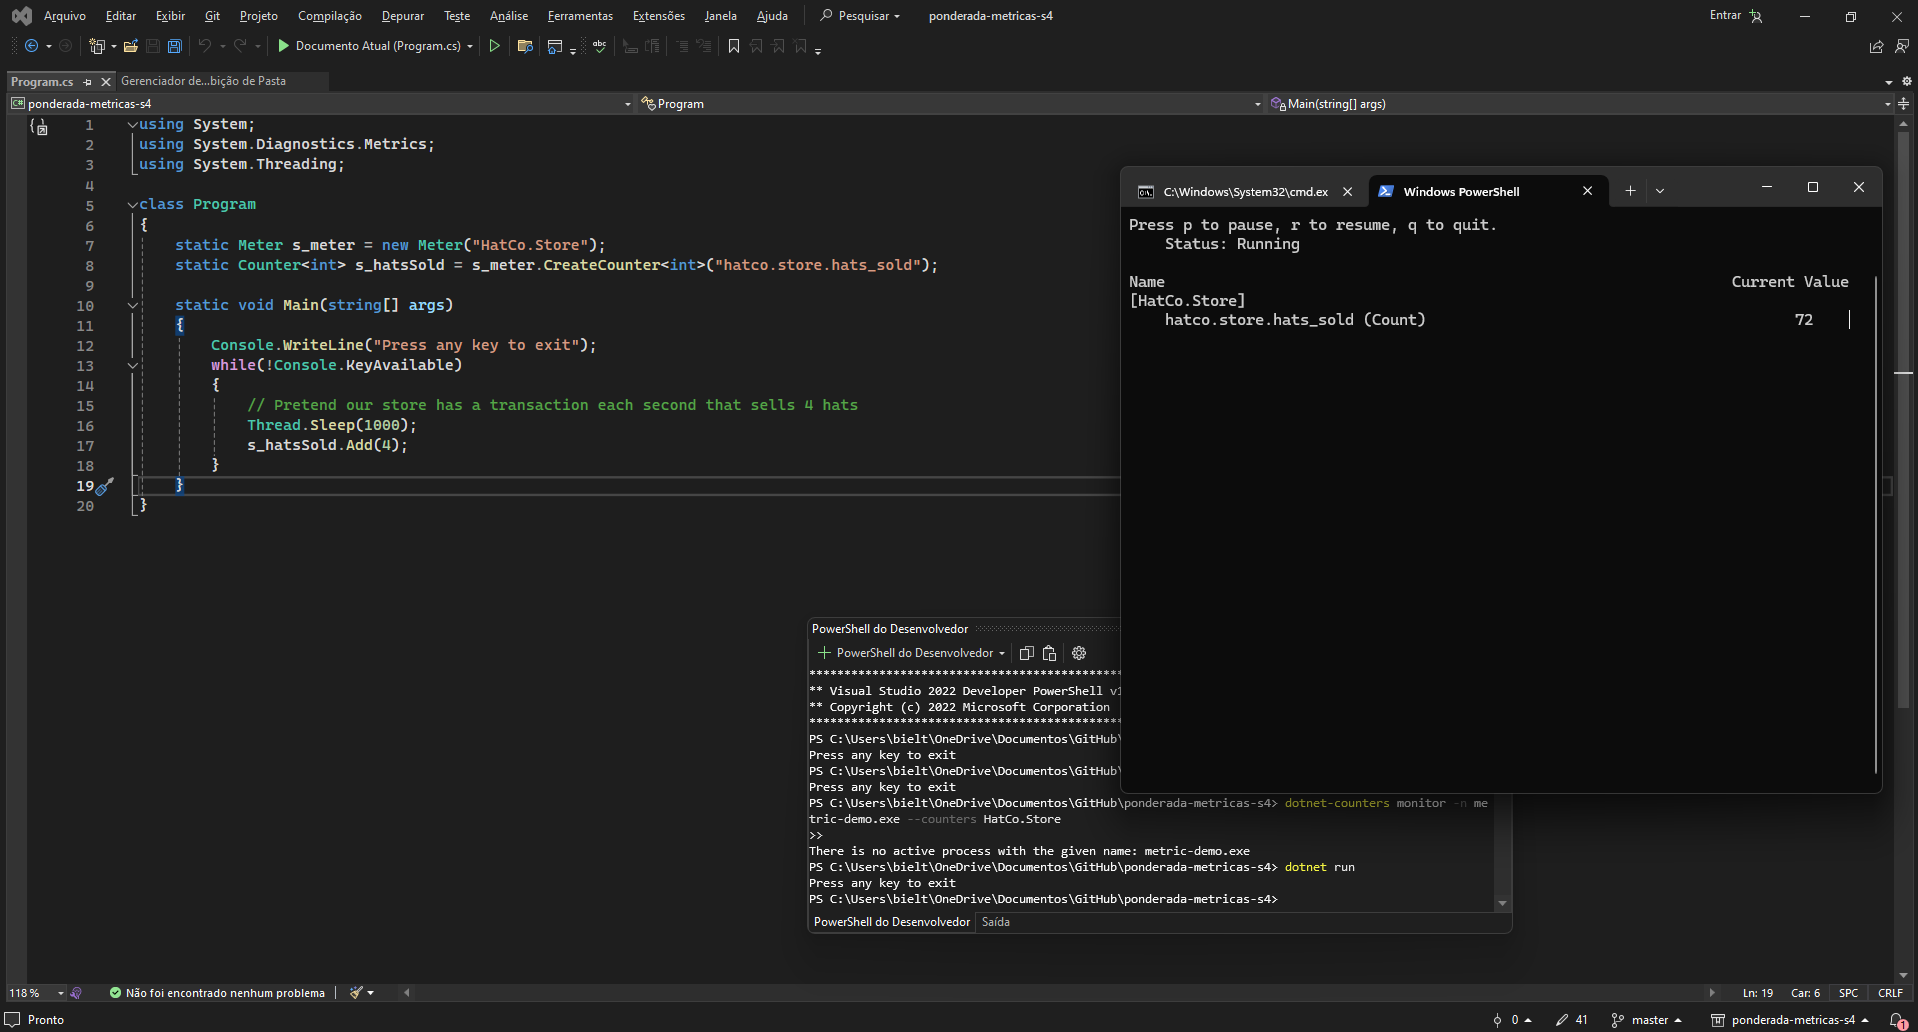 Arquivo Editar Exibir Git Projeto Compilação Depurar Teste Análise Ferramentas Extensões Janela Ajuda Pesquisar ponderada-metricas-s4 Entrar
Documento Atual (Program.cs)
Program.cs Gerenciador de...bição de Pasta
C# ponderada-metricas-s4 Program Main(string[] args)
1 using System;
2 using System.Diagnostics.Metrics;
3 using System.Threading;
4
5 class Program
6 {
7 static Meter s_meter = new Meter("HatCo.Store");
8 static Counter<int> s_hatsSold = s_meter.CreateCounter<int>("hatco.store.hats_sold");
9
10 static void Main(string[] args)
11 {
12 Console.WriteLine("Press any key to exit");
13 while(!Console.KeyAvailable)
14 {
15 // Pretend our store has a transaction each second that sells 4 hats
16 Thread.Sleep(1000);
17 s_hatsSold.Add(4);
18 }
19 }
20 }
C:\Windows\System32\cmd.ex Windows PowerShell
Press p to pause, r to resume, q to quit.
Status: Running
Name Current Value
[HatCo.Store]
hatco.store.hats_sold (Count) 72
PowerShell do Desenvolvedor
PowerShell do Desenvolvedor
*********************************************
** Visual Studio 2022 Developer PowerShell v1
** Copyright (c) 2022 Microsoft Corporation
*********************************************
PS C:\Users\bielt\OneDrive\Documentos\GitHub\
Press any key to exit
PS C:\Users\bielt\OneDrive\Documentos\GitHub\
Press any key to exit
PS C:\Users\bielt\OneDrive\Documentos\GitHub\ponderada-metricas-s4> dotnet-counters monitor -n me
tric-demo.exe --counters HatCo.Store
>>
There is no active process with the given name: metric-demo.exe
PS C:\Users\bielt\OneDrive\Documentos\GitHub\ponderada-metricas-s4> dotnet run
Press any key to exit
PS C:\Users\bielt\OneDrive\Documentos\GitHub\ponderada-metricas-s4>
PowerShell do Desenvolvedor Saída
118 % Não foi encontrado nenhum problema Ln: 19 Car: 6 SPC CRLF
Pronto 0 41 master ponderada-metricas-s4 1